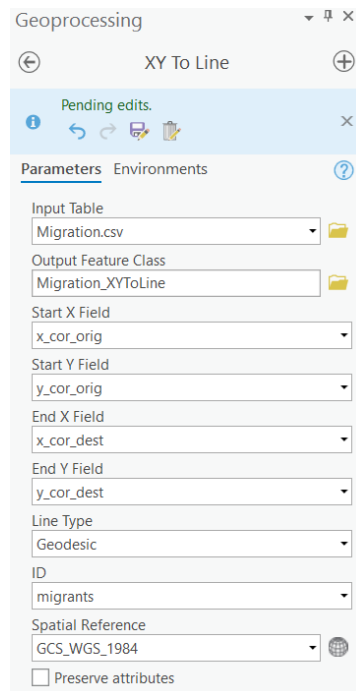 Geoprocessing
XY To Line
Pending edits.
Parameters Environments
Input Table
Migration.csv
Output Feature Class
Migration_XYToLine
Start X Field
x_cor_orig
Start Y Field
y_cor_orig
End X Field
x_cor_dest
End Y Field
y_cor_dest
Line Type
Geodesic
ID
migrants
Spatial Reference
GCS_WGS_1984
Preserve attributes